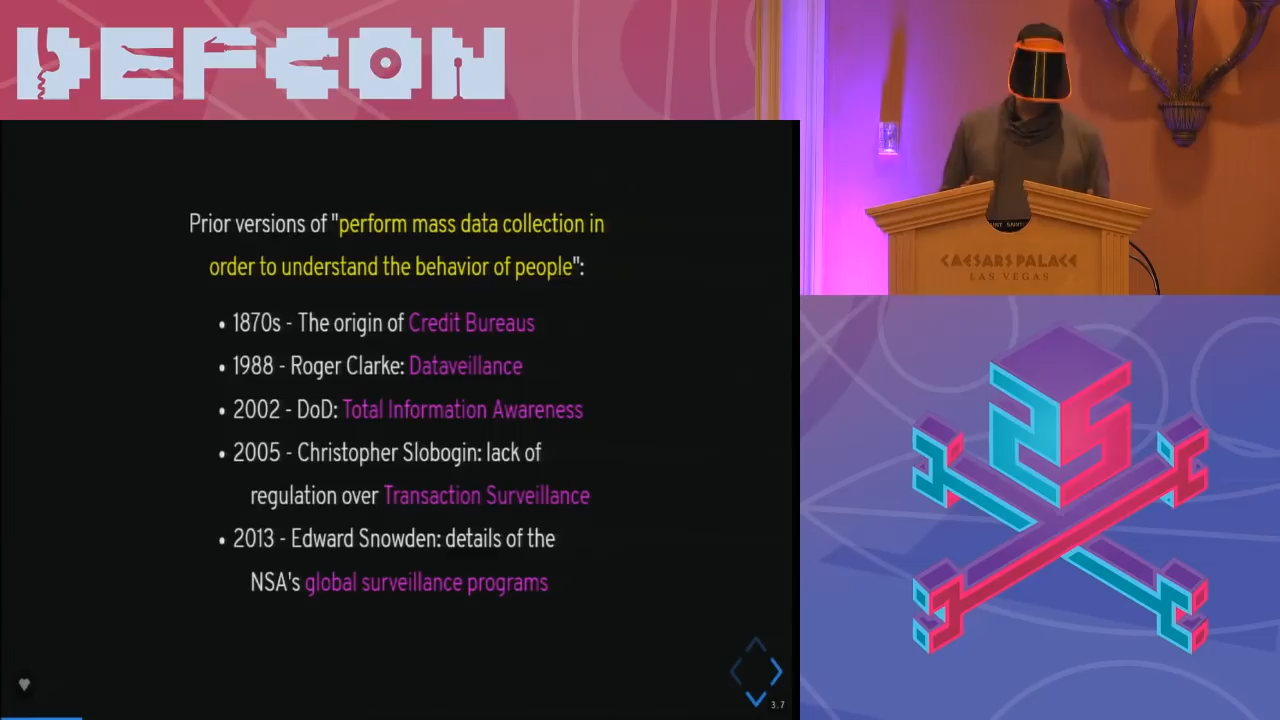 DEFCON
Prior versions of "perform mass data collection in
order to understand the behavior of people":
• 1870s - The origin of Credit Bureaus
• 1988 - Roger Clarke: Dataveillance
• 2002 - DoD: Total Information Awareness
• 2005 - Christopher Slobogin: lack of
regulation over Transaction Surveillance
• 2013 - Edward Snowden: details of the
NSA's global surveillance programs
3.7
CAESARS PALACE
LAS VEGAS
25